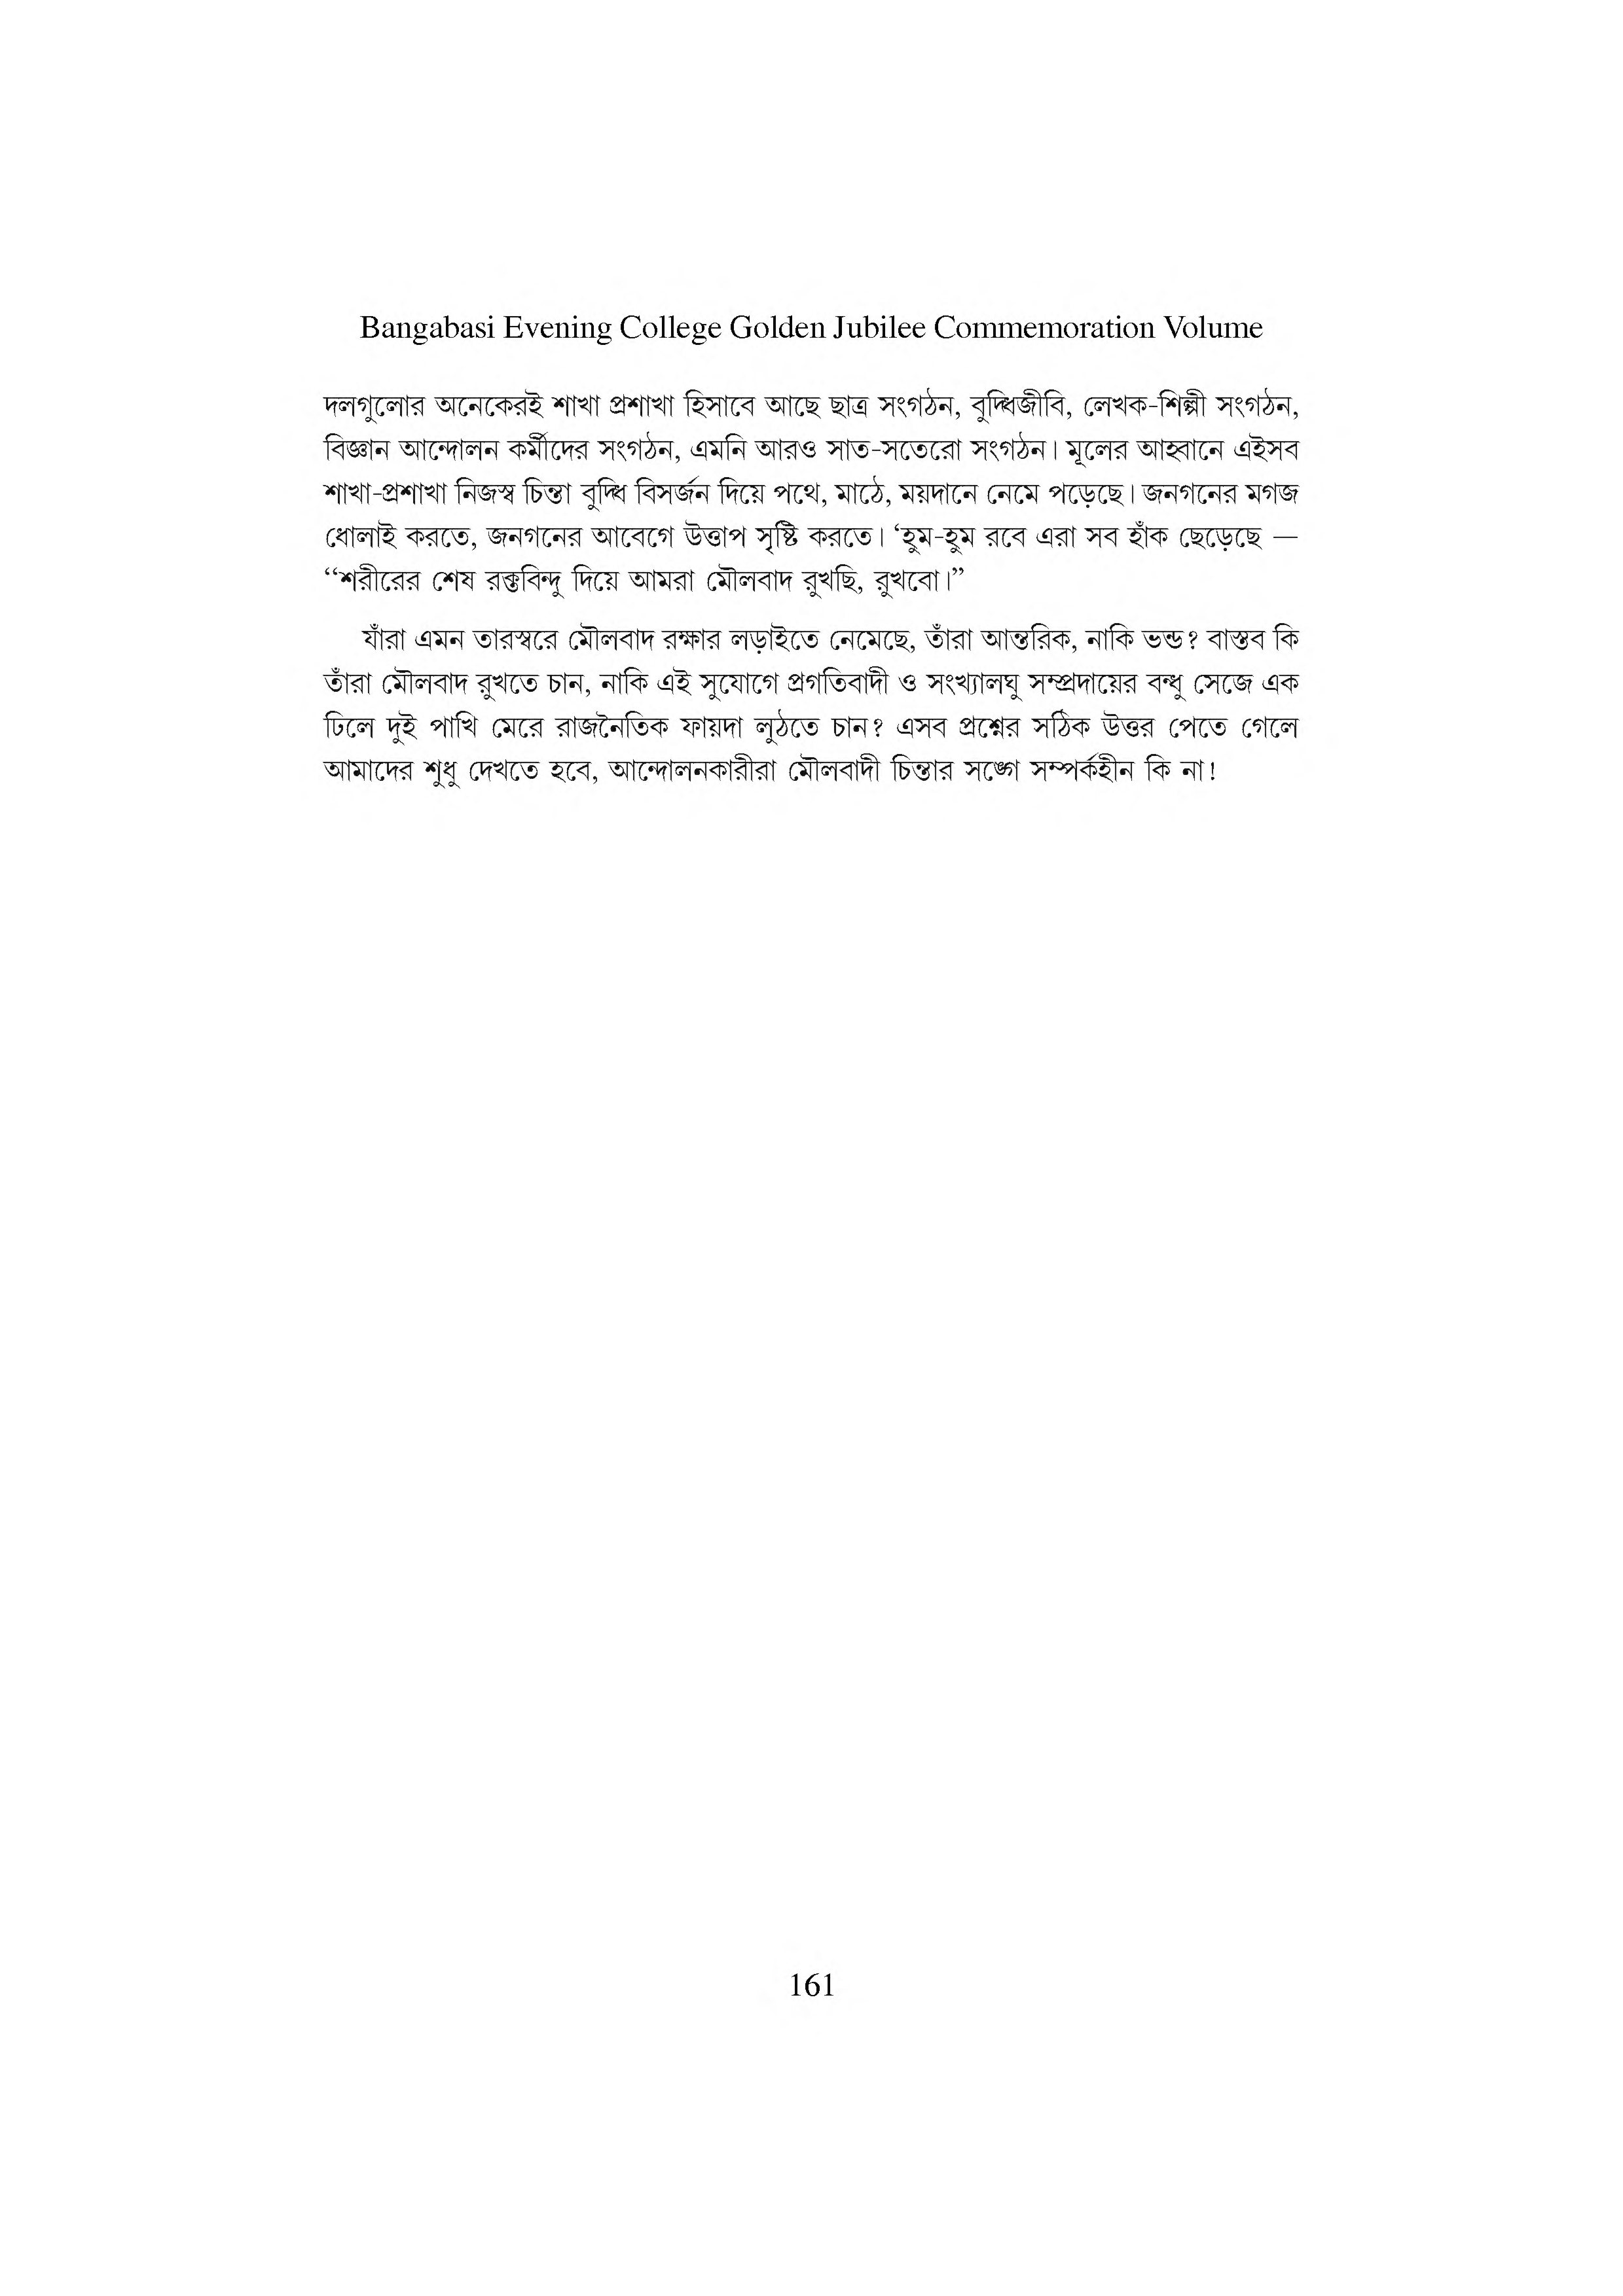 Bangabasi Evening College Golden Jubilee Commemoration Volume
দলগুলোর অনেকেরই শাখা প্রশাখা হিসাবে আছে ছাত্র সংগঠন, বুদ্ধিজীবি, লেখক-শিল্পী সংগঠন,
বিজ্ঞান আন্দোলন কর্মীদের সংগঠন, এমনি আরও সাত-সতেরো সংগঠন। মূলের আহ্বানে এইসব
শাখা-প্রশাখা নিজস্ব চিন্তা বুদ্ধি বিসর্জন দিয়ে পথে, মাঠে, ময়দানে নেমে পড়েছে। জনগনের মগজ
ধোলাই করতে, জনগনের আবেগে উত্তাপ সৃষ্টি করতে। ‘হুম-হুম রবে এরা সব হাঁক ছেড়েছে —
“শরীরের শেষ রক্তবিন্দু দিয়ে আমরা মৌলবাদ রুখছি, রুখবো।”
যাঁরা এমন তারস্বরে মৌলবাদ রক্ষার লড়াইতে নেমেছে, তাঁরা আন্তরিক, নাকি ভন্ড? বাস্তব কি
তাঁরা মৌলবাদ রুখতে চান, নাকি এই সুযোগে প্রগতিবাদী ও সংখ্যালঘু সম্প্রদায়ের বন্ধু সেজে এক
ঢিলে দুই পাখি মেরে রাজনৈতিক ফায়দা লুঠতে চান? এসব প্রশ্নের সঠিক উত্তর পেতে গেলে
আমাদের শুধু দেখতে হবে, আন্দোলনকারীরা মৌলবাদী চিন্তার সঙ্গে সম্পর্কহীন কি না!
161